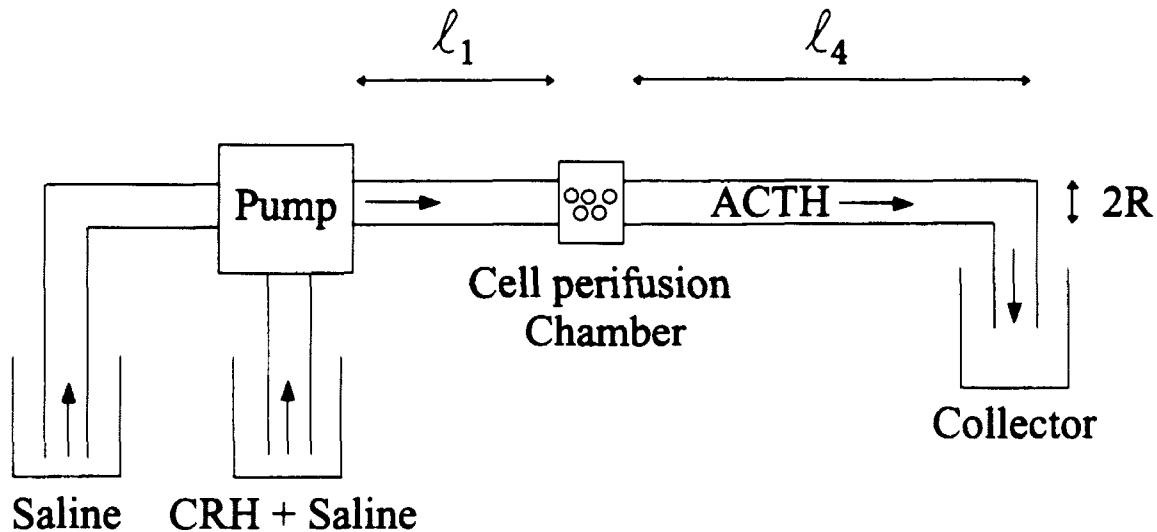 ℓ1
ℓ4
Pump
ACTH
2R
Cell perifusion
Chamber
Collector
Saline
CRH + Saline